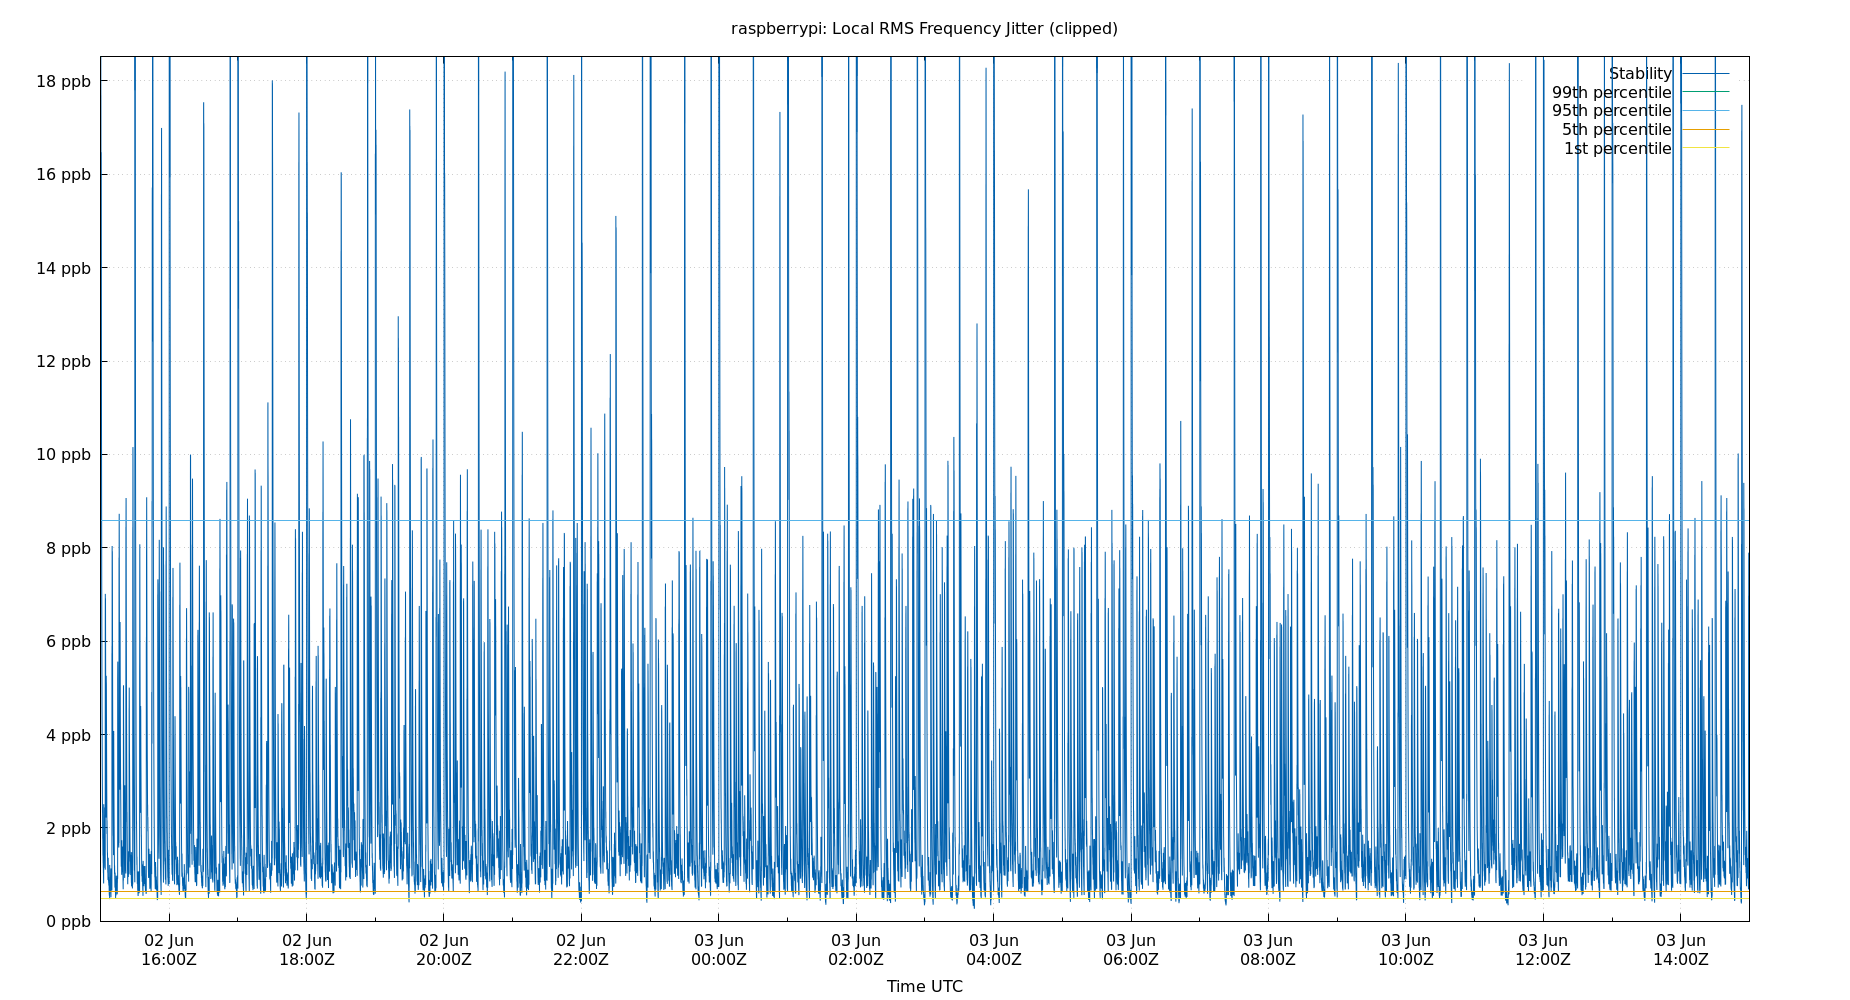 raspberrypi: Local RMS Frequency Jitter (clipped)
18 ppb
16 ppb
14 ppb
12 ppb
10 ppb
8 ppb
6 ppb
4 ppb
2 ppb
0 ppb
Stability
99th percentile
95th percentile
5th percentile
1st percentile
02 Jun 02 Jun 02 Jun 02 Jun 03 Jun 03 Jun 03 Jun 03 Jun 03 Jun 03 Jun 03 Jun 03 Jun
16:00Z 18:00Z 20:00Z 22:00Z 00:00Z 02:00Z 04:00Z 06:00Z 08:00Z 10:00Z 12:00Z 14:00Z
Time UTC